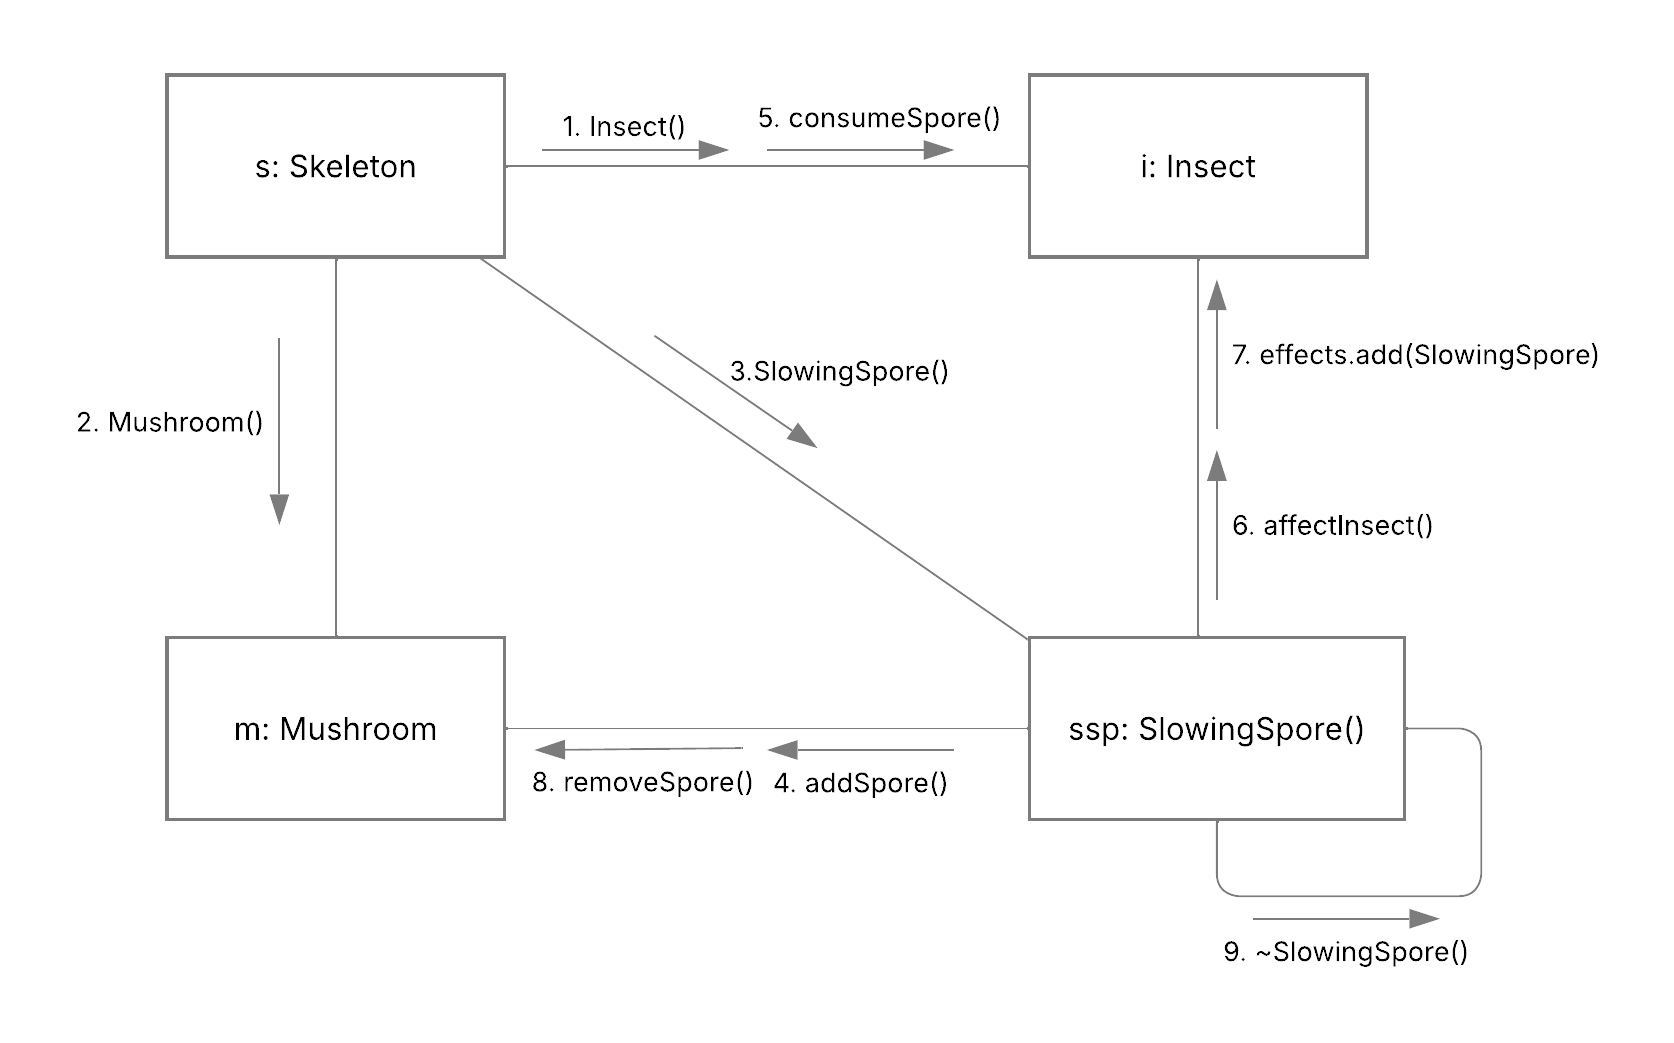 s: Skeleton
1. Insect()
5. consumeSpore()
i: Insect
2. Mushroom()
3.SlowingSpore()
7. effects.add(SlowingSpore)
6. affectInsect()
m: Mushroom
8. removeSpore()
4. addSpore()
ssp: SlowingSpore()
9. ~SlowingSpore()